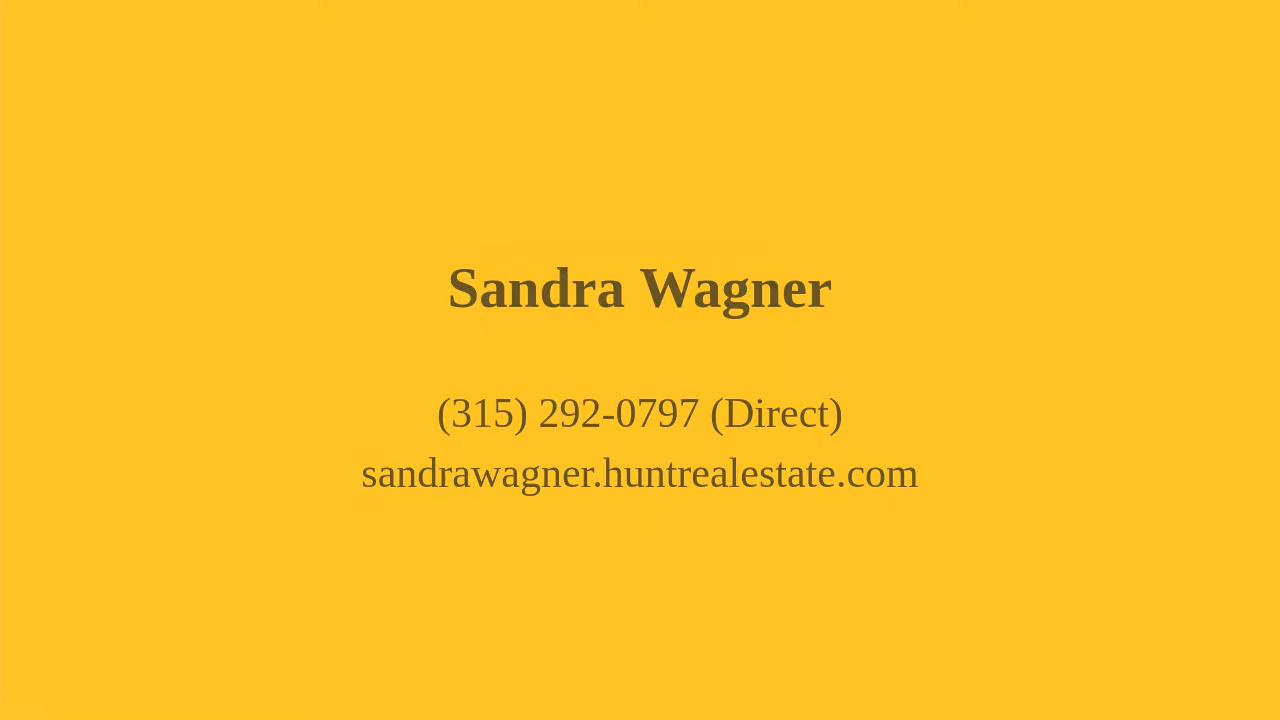 Sandra Wagner
(315) 292-0797 (Direct)
sandrawagner.huntrealestate.com